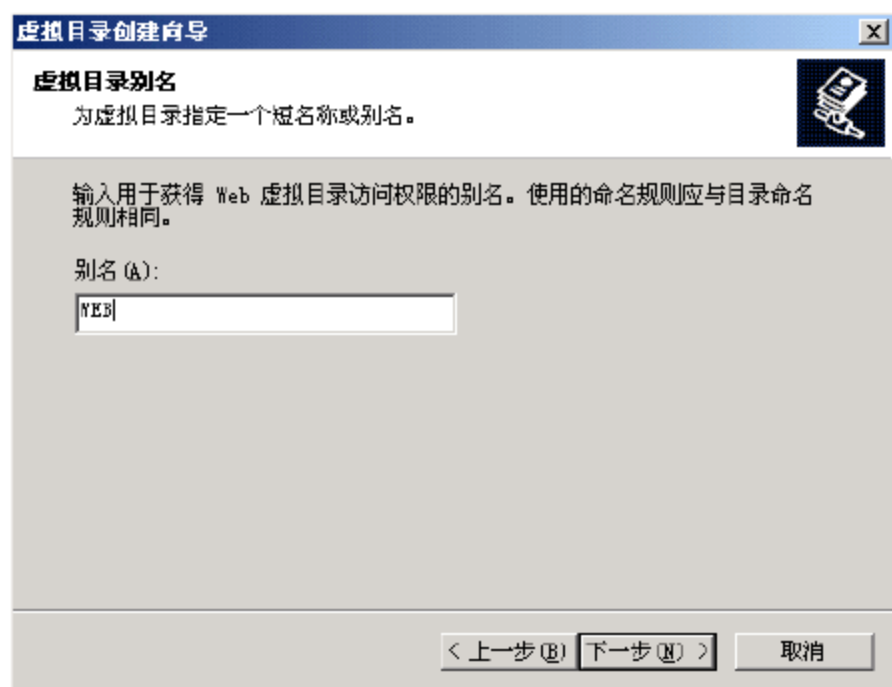 虚拟目录创建向导
虚拟目录别名
为虚拟目录指定一个短名称或别名。
输入用于获得 Web 虚拟目录访问权限的别名。使用的命名规则应与目录命名
规则相同。
别名(A):
WEB
< 上一步(B) 下一步(N) > 取消